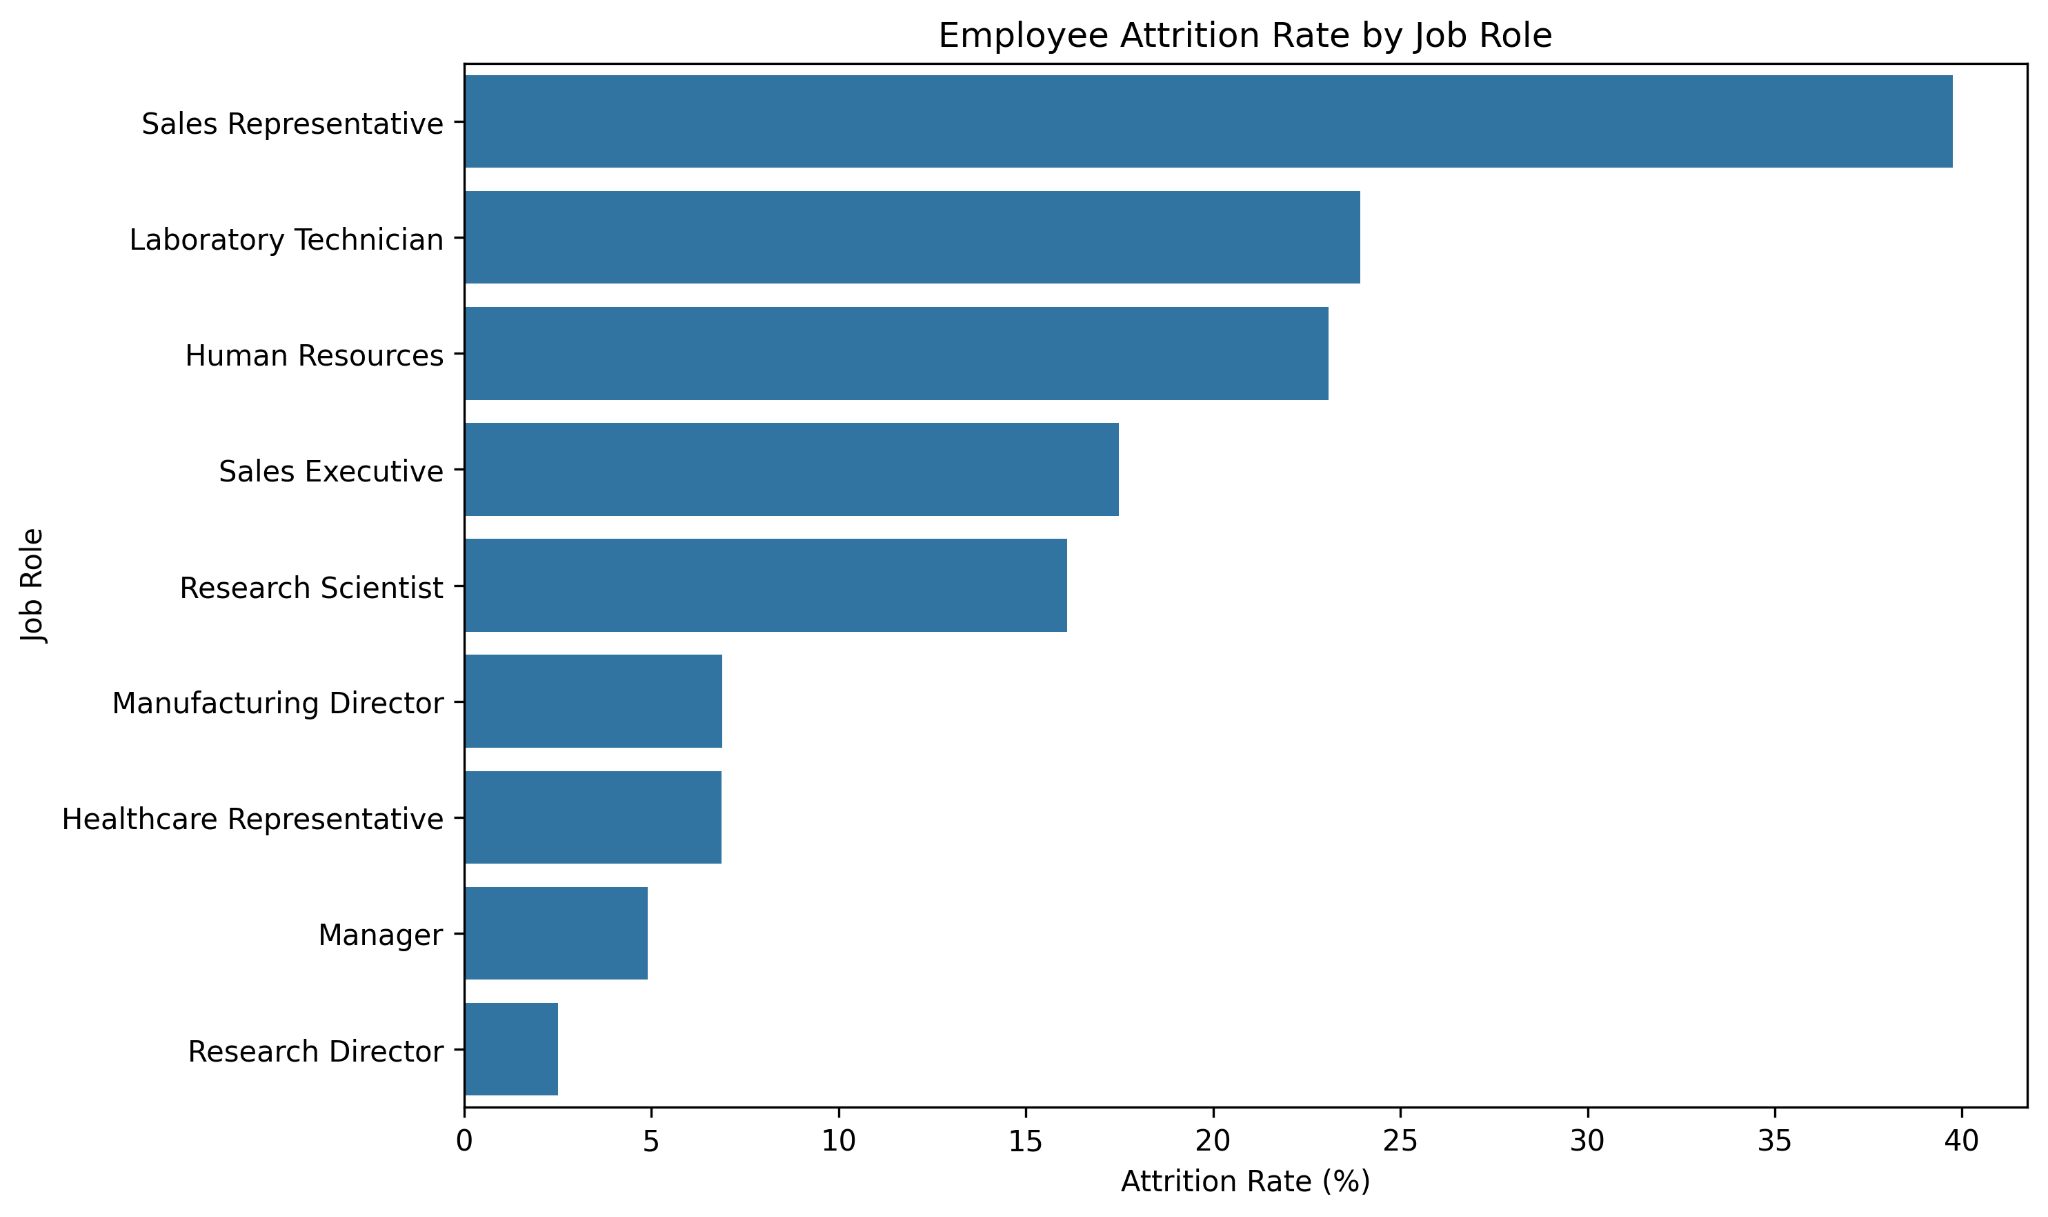 Employee Attrition Rate by Job Role
Sales Representative
Laboratory Technician
Human Resources
Sales Executive
Research Scientist
Manufacturing Director
Healthcare Representative
Manager
Research Director
Job Role
0 5 10 15 20 25 30 35 40
Attrition Rate (%)